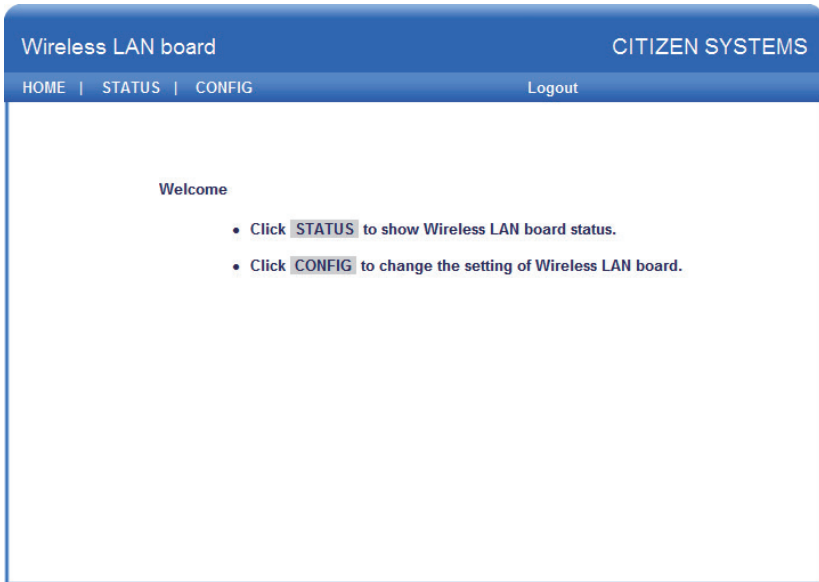 Wireless LAN board CITIZEN SYSTEMS
HOME | STATUS | CONFIG Logout
Welcome
• Click STATUS to show Wireless LAN board status.
• Click CONFIG to change the setting of Wireless LAN board.